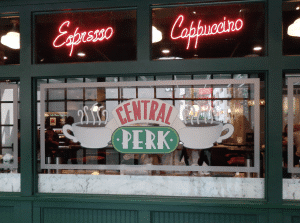 Espresso
Cappuccino
CENTRAL
PERK